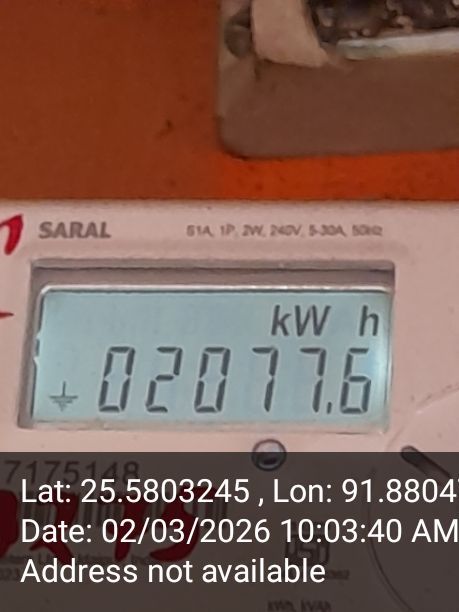 SARAL
S1A, 1P, 2W, 240V, 5-30A, 50Hz
kW h
02077.6
7175148
Lat: 25.5803245 , Lon: 91.8804
Date: 02/03/2026 10:03:40 AM
Address not available